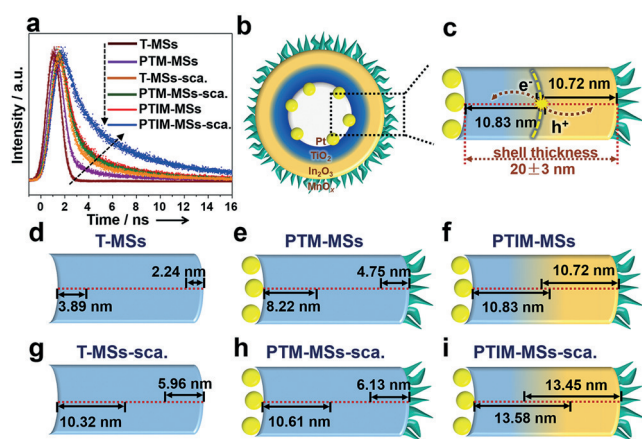 a
Intensity / a.u.
T-MSs
PTM-MSs
T-MSs-sca.
PTM-MSs-sca.
PTIM-MSs
PTIM-MSs-sca.
0 2 4 6 8 10 12 14 16
Time / ns
b
Pt
TiO₂
In₂O₃
MnOₓ
c
e⁻
10.72 nm
10.83 nm
h⁺
shell thickness
20±3 nm
d
T-MSs
2.24 nm
3.89 nm
e
PTM-MSs
4.75 nm
8.22 nm
f
PTIM-MSs
10.72 nm
10.83 nm
g
T-MSs-sca.
5.96 nm
10.32 nm
h
PTM-MSs-sca.
6.13 nm
10.61 nm
i
PTIM-MSs-sca.
13.45 nm
13.58 nm